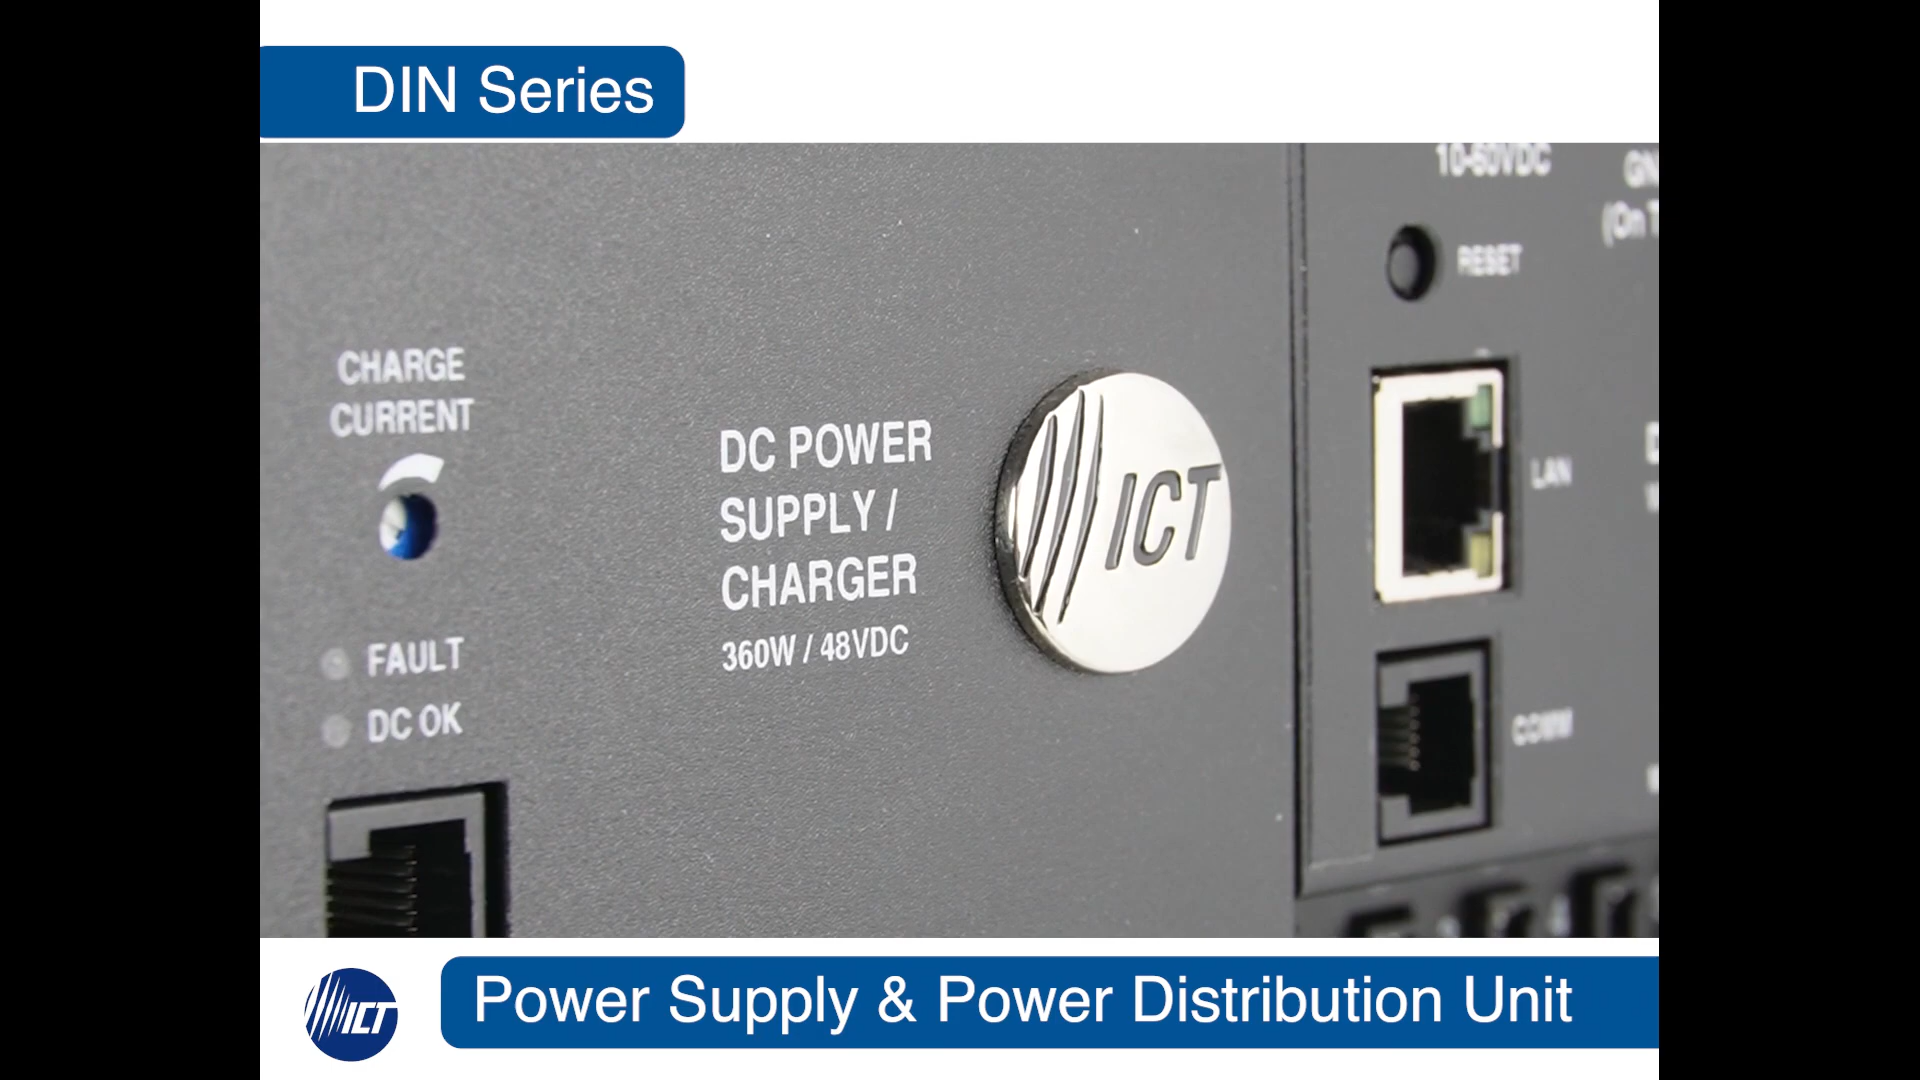 DIN Series
10-60VDC
RESET
CHARGE
CURRENT
DC POWER
SUPPLY /
CHARGER
360W / 48VDC
ICT
LAN
FAULT
DC OK
COMM
ICT
Power Supply & Power Distribution Unit